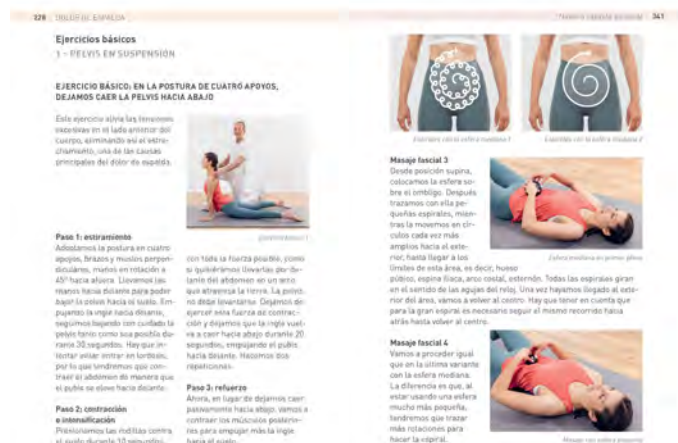 328 | DOLOR DE ESPALDA
Ejercicios básicos
1 - PELVIS EN SUSPENSIÓN
EJERCICIO BÁSICO: EN LA POSTURA DE CUATRO APOYOS,
DEJAMOS CAER LA PELVIS HACIA ABAJO
Este ejercicio alivia las tensiones
excesivas en el lado anterior del
cuerpo, eliminando así el estre-
chamiento, una de las causas
principales del dolor de espalda.
Paso 1: estiramiento
Adoptamos la postura en cuatro
apoyos, brazos y muslos perpen-
diculares, manos en rotación a
45º hacia afuera. Llevamos las
manos hacia delante para poder
bajar la pelvis hacia el suelo. Em-
pujando la ingle hacia delante,
seguimos bajando con cuidado la
pelvis tanto como sea posible du-
rante 30 segundos. Hay que in-
tentar evitar entrar en lordosis,
por lo que tendremos que con-
traer el abdomen de manera que
el pubis se eleve hacia delante.
Paso 2: contracción
e intensificación
Presionamos las rodillas contra
el suelo durante 10 segundos,
con toda la fuerza posible, como
si quisiéramos llevarlas por de-
lante del abdomen en un arco
que atraviesa la tierra. La pelvis
no debe levantarse. Dejamos de
ejercer esta fuerza de contrac-
ción y dejamos que la ingle vuel-
va a caer hacia abajo durante 20
segundos, empujando el pubis
hacia delante. Hacemos dos
repeticiones.
Paso 3: refuerzo
Ahora, en lugar de dejarnos caer
pasivamente hacia abajo, vamos a
contraer los músculos posterio-
res para empujar más la ingle
hacia el suelo.
341
Espirales con la esfera mediana 1
Espirales con la esfera mediana 2
Masaje fascial 3
Desde posición supina,
colocamos la esfera so-
bre el ombligo. Después
trazamos con ella pe-
queñas espirales, mien-
tras la movemos en cír-
culos cada vez más
amplios hacia el exte-
rior, hasta llegar a los
límites de esta área, es decir, hueso
púbico, espina ilíaca, arco costal, esternón. Todas las espirales giran
en el sentido de las agujas del reloj. Una vez hayamos llegado al exte-
rior del área, vamos a volver al centro. Hay que tener en cuenta que
para la gran espiral es necesario seguir el mismo recorrido hacia
atrás hasta volver al centro.
Esfera mediana en primer plano
Masaje fascial 4
Vamos a proceder igual
que en la última variante
con la esfera mediana.
La diferencia es que, al
estar usando una esfera
mucho más pequeña,
tendremos que trazar
más rotaciones para
hacer la espiral.
Masaje con esfera pequeña